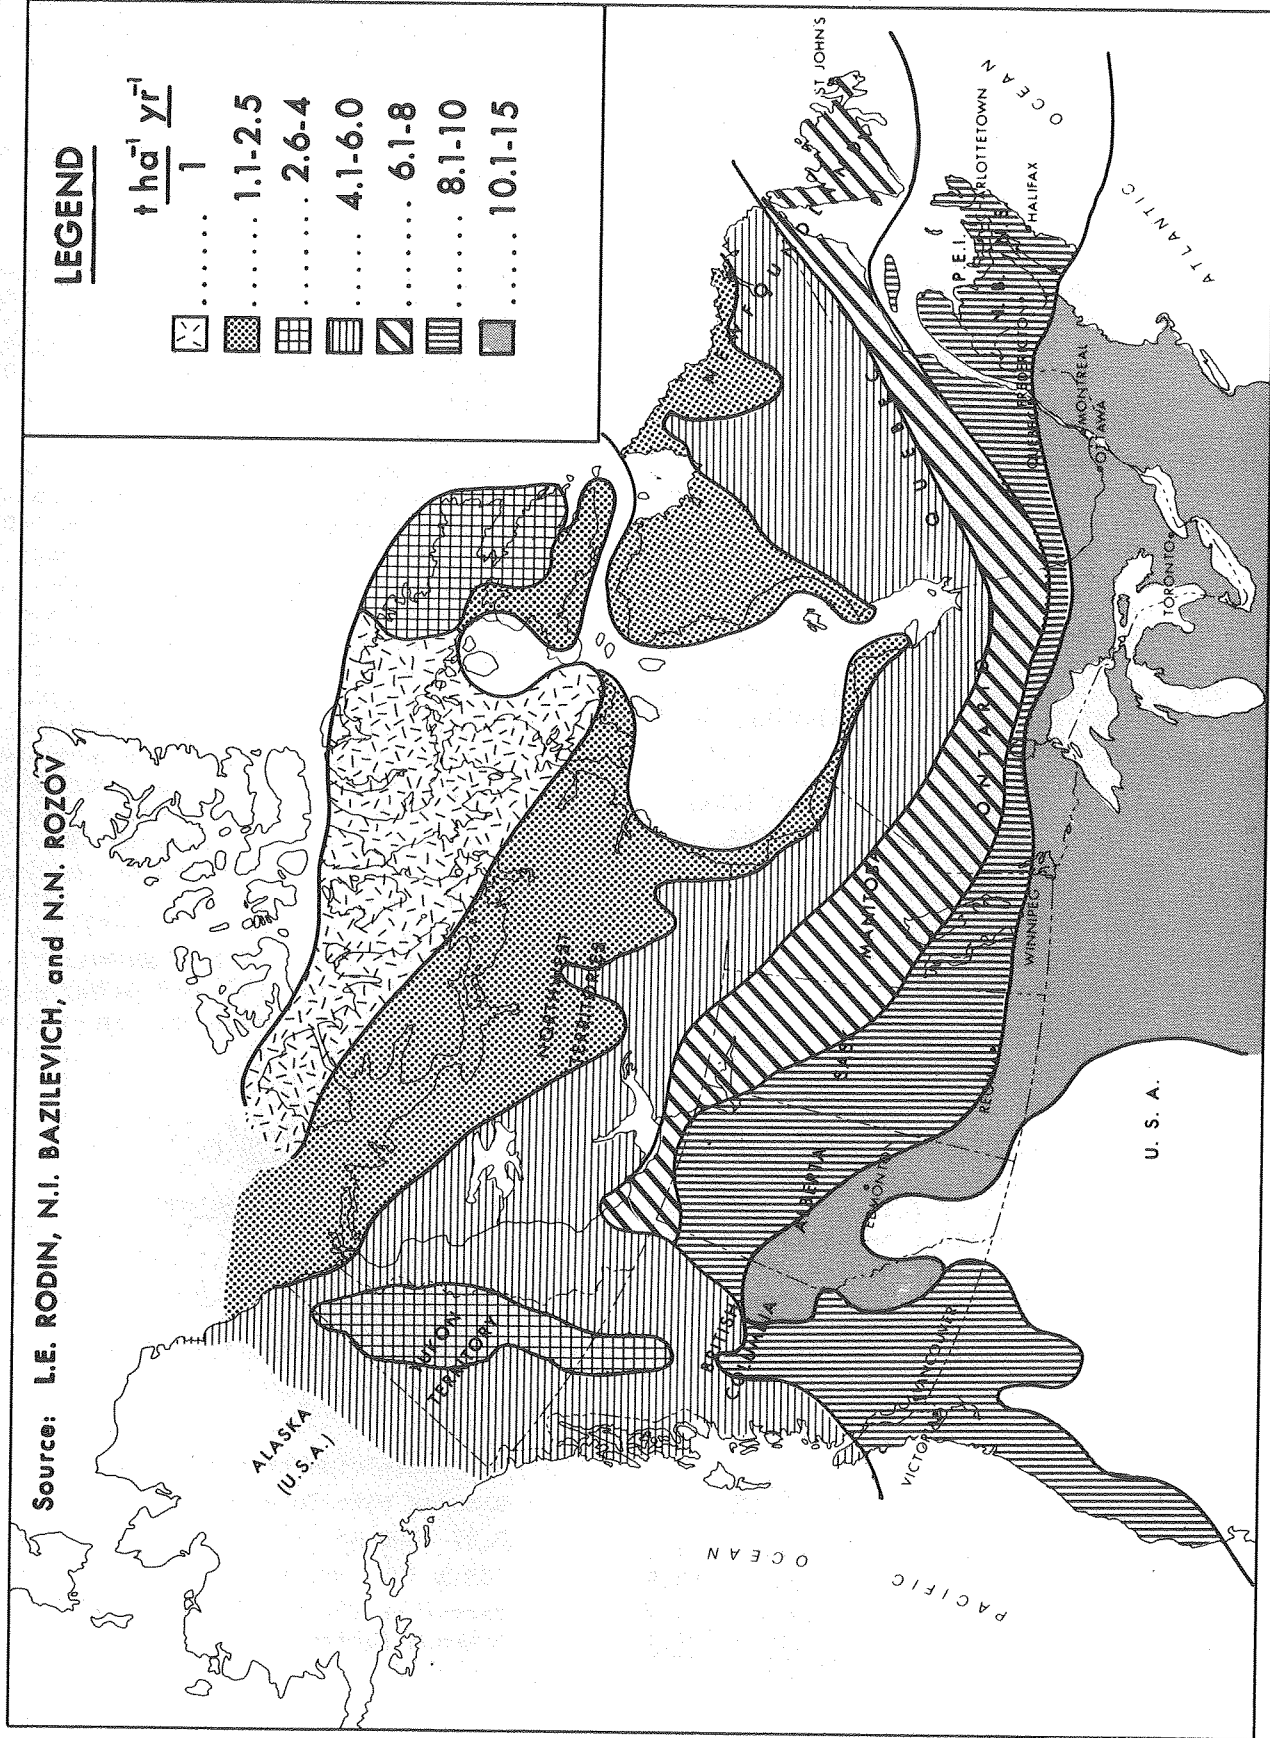 Source: L.E. RODIN, N.I. BAZILEVICH, and N.N. ROZOV
LEGEND
t ha⁻¹ yr⁻¹
...... 1
..... 1.1-2.5
...... 2.6-4
..... 4.1-6.0
...... 6.1-8
..... 8.1-10
.... 10.1-15
ALASKA
(U.S.A.)
YUKON
TERRITORY
NORTHWEST
TERRITORIES
BRITISH
COLUMBIA
ALBERTA
SASK
MANITOBA
ONTARIO
QUEBEC
NEWFOUNDLAND
ST JOHN'S
P.E.I.
N. B.
N. S.
HALIFAX
FREDERICTON
QUEBEC
MONTREAL
OTTAWA
TORONTO
WINNIPEG
VANCOUVER
VICTORIA
U. S. A.
PACIFIC
OCEAN
ATLANTIC
OCEAN